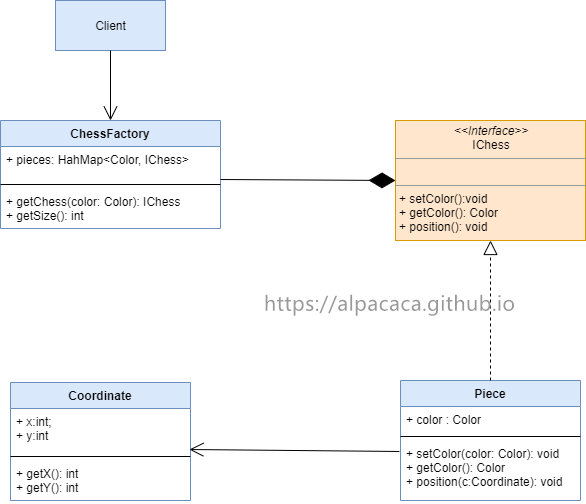 Client
ChessFactory
+ pieces: HahMap<Color, IChess>
+ getChess(color: Color): IChess
+ getSize(): int
<<Interface>>
IChess
+ setColor():void
+ getColor(): Color
+ position(): void
https://alpacaca.github.io
Coordinate
+ x:int;
+ y:int
+ getX(): int
+ getY(): int
Piece
+ color : Color
+ setColor(color: Color): void
+ getColor(): Color
+ position(c:Coordinate): void